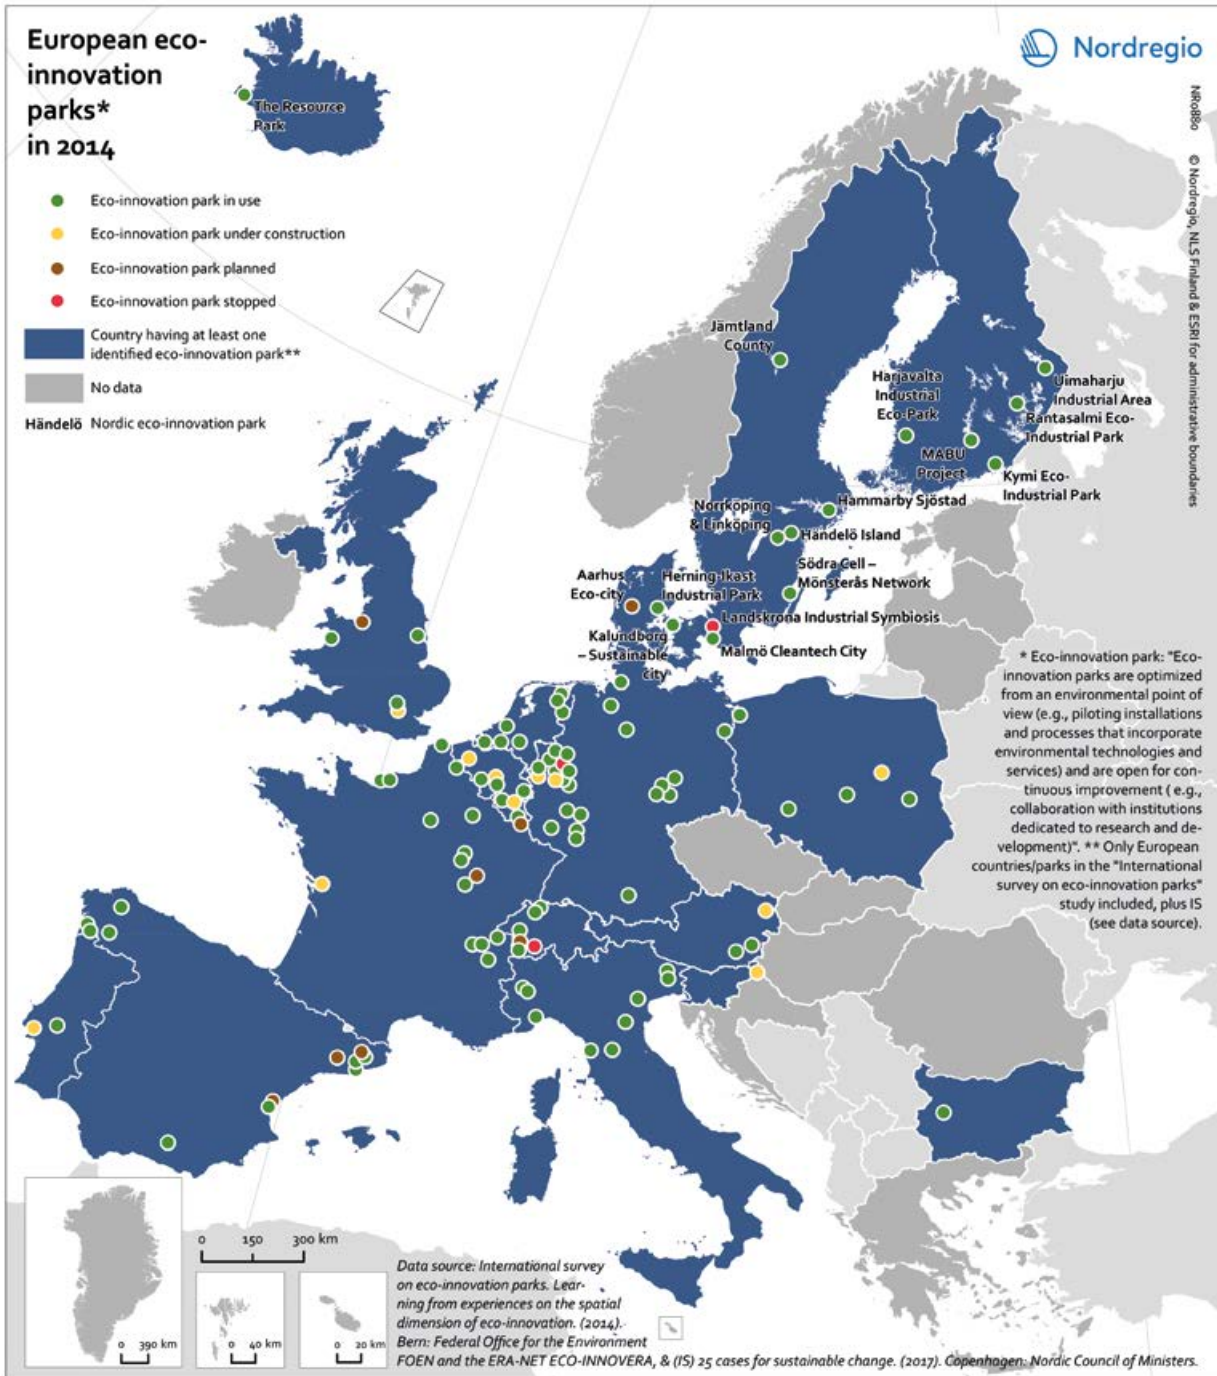 European eco-
innovation
parks*
in 2014
Nordregio
NR0880 © Nordregio, NLS Finland & ESRI for administrative boundaries
Eco-innovation park in use
Eco-innovation park under construction
Eco-innovation park planned
Eco-innovation park stopped
Country having at least one
identified eco-innovation park**
No data
Händelö Nordic eco-innovation park
The Resource
Park
Jämtland
County
Harjavalta
Industrial
Eco-Park
Uimaharju
Industrial Area
Rantasalmi Eco-
Industrial Park
MABU
Project
Kymi Eco-
Industrial Park
Hammarby Sjöstad
Norrköping
& Linköping
Händelö Island
Södra Cell –
Mönsterås Network
Aarhus
Eco-city
Herning-Ikast
Industrial Park
Landskrona Industrial Symbiosis
Kalundborg
– Sustainable
city
Malmö Cleantech City
* Eco-innovation park: "Eco-
innovation parks are optimized
from an environmental point of
view (e.g., piloting installations
and processes that incorporate
environmental technologies and
services) and are open for con-
tinuous improvement ( e.g.,
collaboration with institutions
dedicated to research and de-
velopment)". ** Only European
countries/parks in the "International
survey on eco-innovation parks"
study included, plus IS
(see data source).
0 150 300 km
0 390 km
0 40 km
0 20 km
Data source: International survey
on eco-innovation parks. Lear-
ning from experiences on the spatial
dimension of eco-innovation. (2014).
Bern: Federal Office for the Environment
FOEN and the ERA-NET ECO-INNOVERA, & (IS) 25 cases for sustainable change. (2017). Copenhagen: Nordic Council of Ministers.